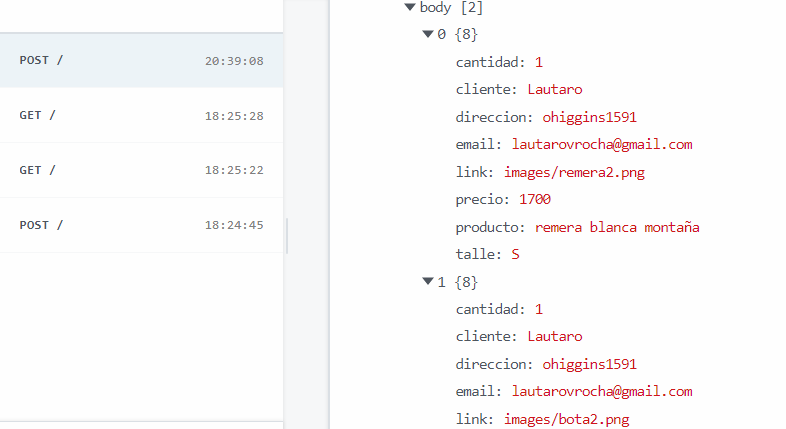 POST / 20:39:08
GET / 18:25:28
GET / 18:25:22
POST / 18:24:45
body [2]
0 {8}
cantidad: 1
cliente: Lautaro
direccion: ohiggins1591
email: lautarovrocha@gmail.com
link: images/remera2.png
precio: 1700
producto: remera blanca montaña
talle: S
1 {8}
cantidad: 1
cliente: Lautaro
direccion: ohiggins1591
email: lautarovrocha@gmail.com
link: images/bota2.png